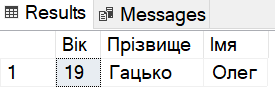 Results Messages
Вік Прізвище Імя
1 19 Гацько Олег